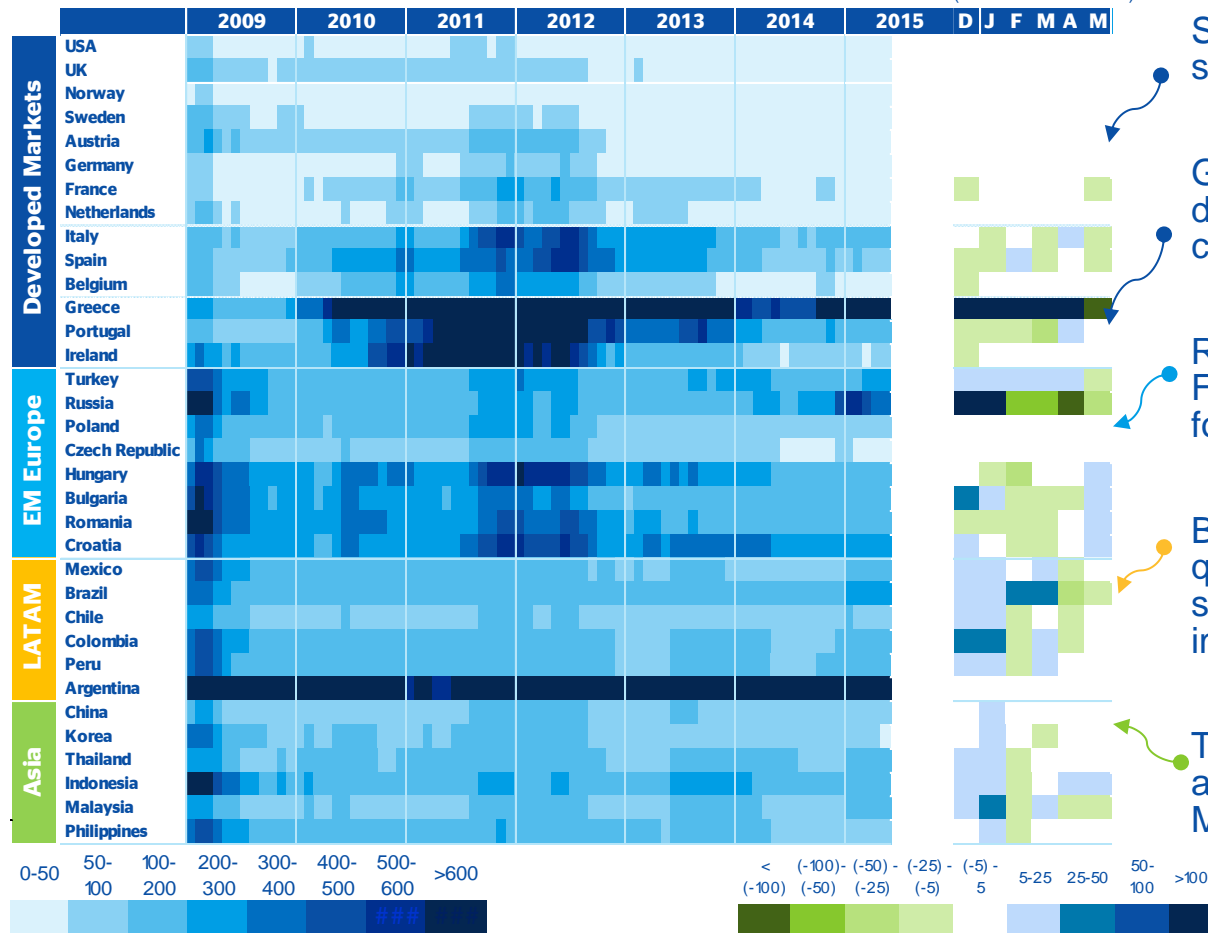 2009 2010 2011 2012 2013 2014 2015 D J F M A M
Developed Markets
USA
UK
Norway
Sweden
Austria
Germany
France
Netherlands
Italy
Spain
Belgium
Greece
Portugal
Ireland
EM Europe
Turkey
Russia
Poland
Czech Republic
Hungary
Bulgaria
Romania
Croatia
LATAM
Mexico
Brazil
Chile
Colombia
Peru
Argentina
Asia
China
Korea
Thailand
Indonesia
Malaysia
Philippines
S
s
G
d
c
R
F
fo
B
q
s
in
T
a
M
0-50 50- 100- 200- 300- 400- 500- >600
100 200 300 400 500 600
###
< (-100)- (-50) - (-25) - (-5) - 5-25 25-50 50- >100
(-100) (-50) (-25) (-5) 5 100